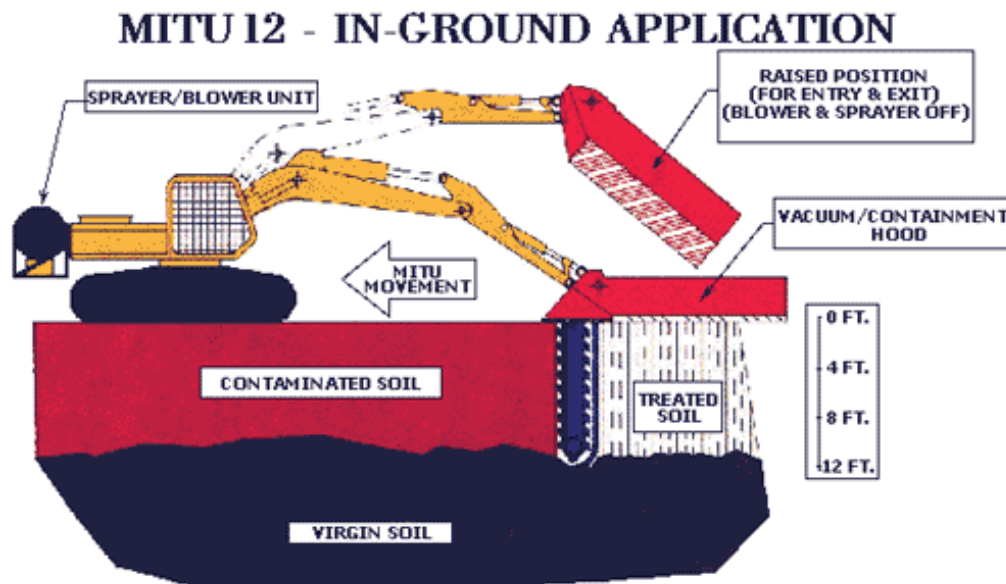 MITU 12 - IN-GROUND APPLICATION
SPRAYER/BLOWER UNIT
RAISED POSITION
(FOR ENTRY & EXIT)
(BLOWER & SPRAYER OFF)
VACUUM/CONTAINMENT
HOOD
MITU
MOVEMENT
0 FT.
4 FT.
8 FT.
12 FT.
CONTAMINATED SOIL
TREATED
SOIL
VIRGIN SOIL